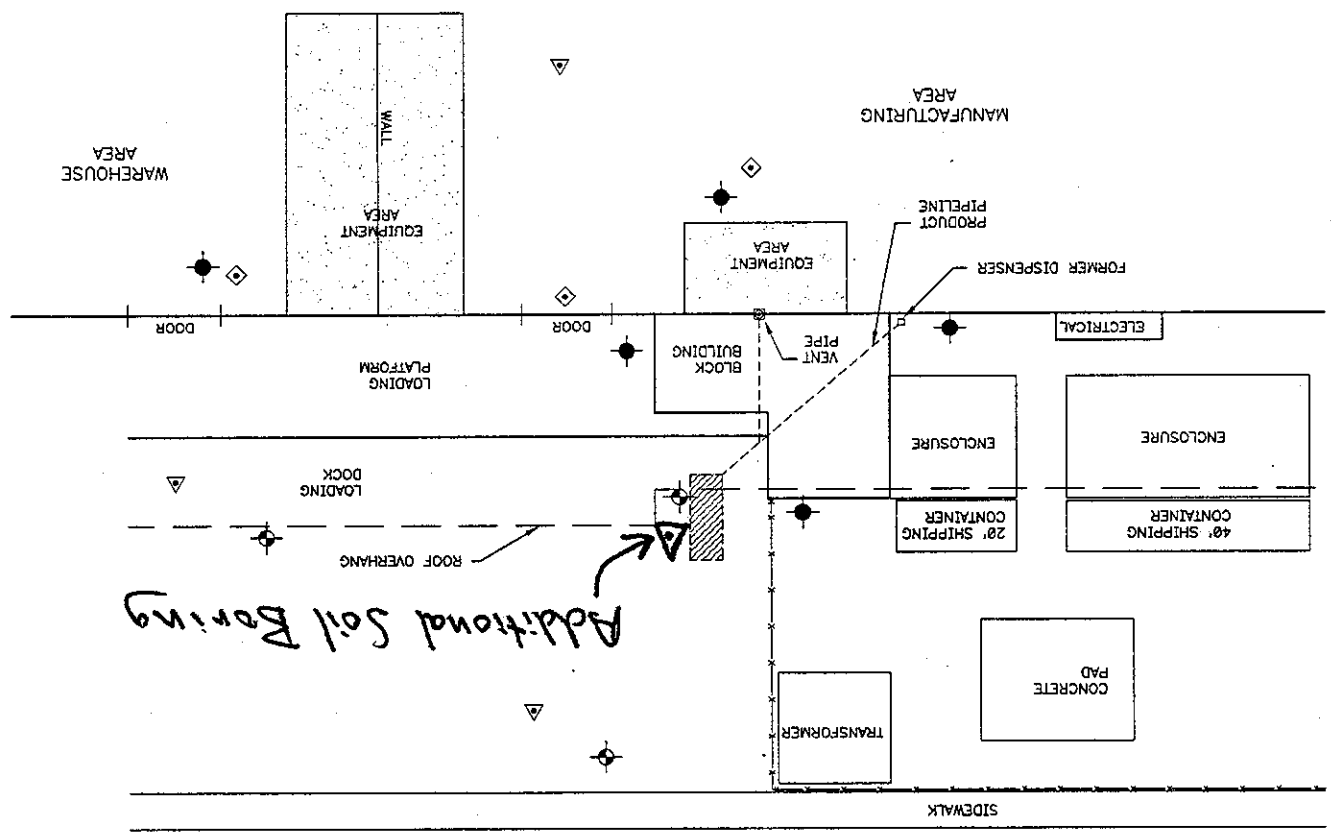 SIDEWALK
TRANSFORMER
CONCRETE
PAD
Additional Soil Boring
ROOF OVERHANG
40' SHIPPING
CONTAINER
20' SHIPPING
CONTAINER
LOADING
DOCK
ENCLOSURE
ENCLOSURE
LOADING
PLATFORM
BLOCK
BUILDING
VENT
PIPE
ELECTRICAL
DOOR
DOOR
FORMER DISPENSER
EQUIPMENT
AREA
PRODUCT
PIPELINE
EQUIPMENT
AREA
WALL
WAREHOUSE
AREA
MANUFACTURING
AREA